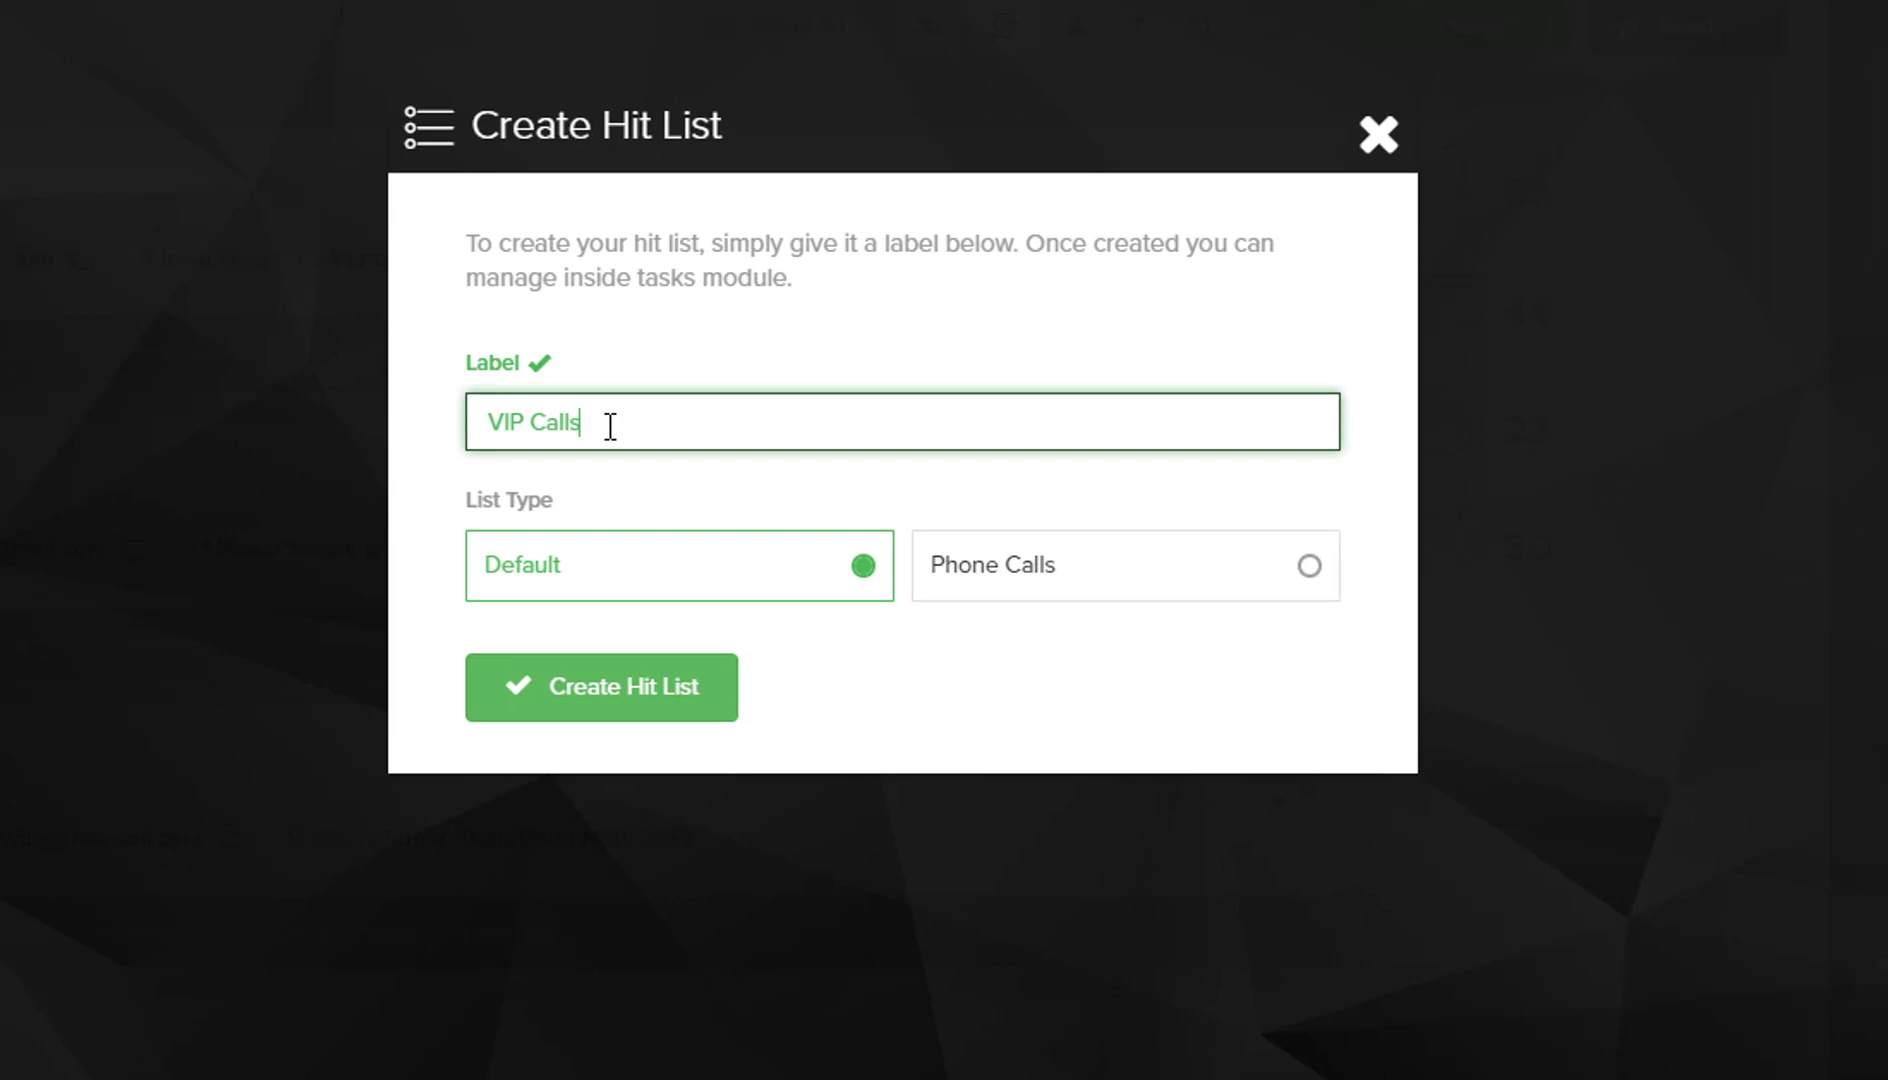 Create Hit List
To create your hit list, simply give it a label below. Once created you can
manage inside tasks module.
Label
VIP Calls
List Type
Default
Phone Calls
Create Hit List